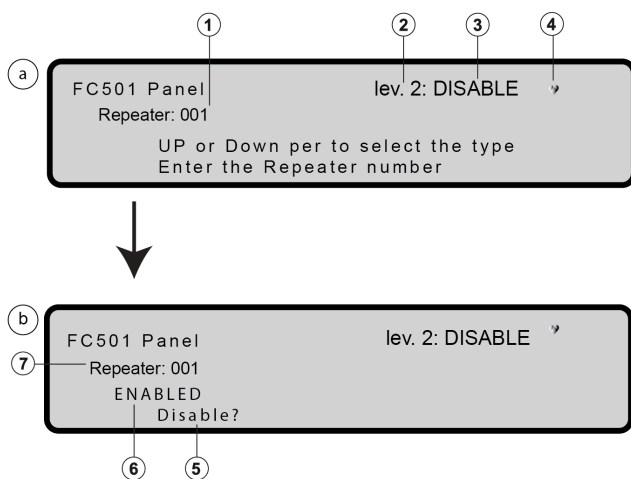 1 2 3 4
a
FC501 Panel lev. 2: DISABLE
Repeater: 001
UP or Down per to select the type
Enter the Repeater number
b
FC501 Panel lev. 2: DISABLE
7 Repeater: 001
ENABLED
Disable?
6 5